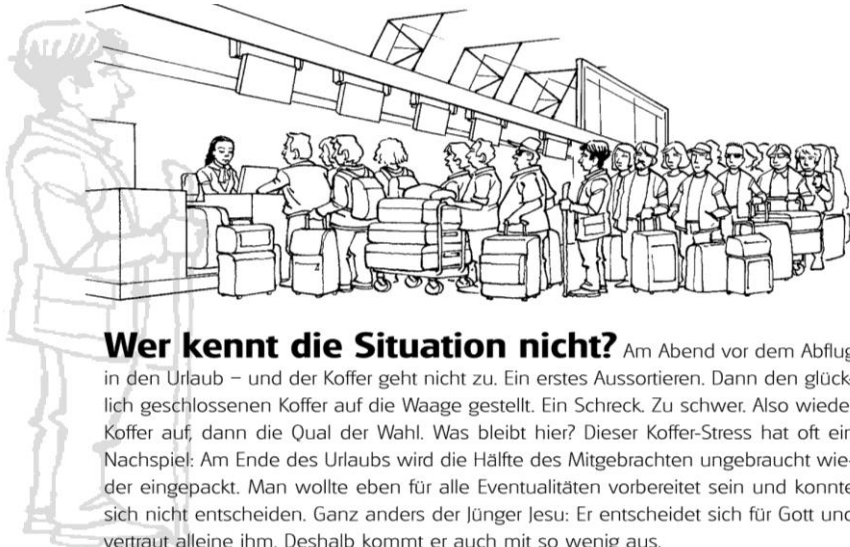 Wer kennt die Situation nicht? Am Abend vor dem Abflug
in den Urlaub – und der Koffer geht nicht zu. Ein erstes Aussortieren. Dann den glück-
lich geschlossenen Koffer auf die Waage gestellt. Ein Schreck. Zu schwer. Also wieder
Koffer auf, dann die Qual der Wahl. Was bleibt hier? Dieser Koffer-Stress hat oft ein
Nachspiel: Am Ende des Urlaubs wird die Hälfte des Mitgebrachten ungebraucht wie-
der eingepackt. Man wollte eben für alle Eventualitäten vorbereitet sein und konnte
sich nicht entscheiden. Ganz anders der Jünger Jesu: Er entscheidet sich für Gott und
vertraut alleine ihm. Deshalb kommt er auch mit so wenig aus.